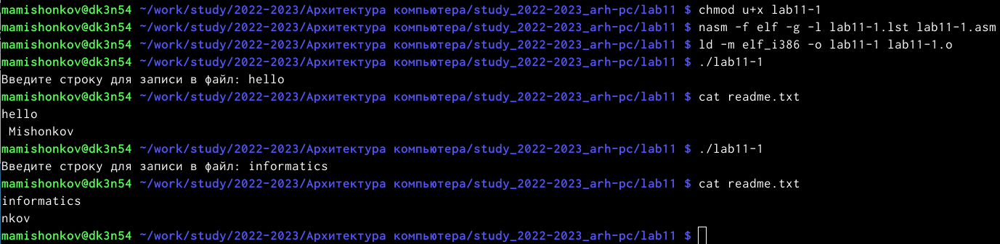 mamishonkov@dk3n54 ~/work/study/2022-2023/Архитектура компьютера/study_2022-2023_arh-pc/lab11 $ chmod u+x lab11-1
mamishonkov@dk3n54 ~/work/study/2022-2023/Архитектура компьютера/study_2022-2023_arh-pc/lab11 $ nasm -f elf -g -l lab11-1.lst lab11-1.asm
mamishonkov@dk3n54 ~/work/study/2022-2023/Архитектура компьютера/study_2022-2023_arh-pc/lab11 $ ld -m elf_i386 -o lab11-1 lab11-1.o
mamishonkov@dk3n54 ~/work/study/2022-2023/Архитектура компьютера/study_2022-2023_arh-pc/lab11 $ ./lab11-1
Введите строку для записи в файл: hello
mamishonkov@dk3n54 ~/work/study/2022-2023/Архитектура компьютера/study_2022-2023_arh-pc/lab11 $ cat readme.txt
hello
 Mishonkov
mamishonkov@dk3n54 ~/work/study/2022-2023/Архитектура компьютера/study_2022-2023_arh-pc/lab11 $ ./lab11-1
Введите строку для записи в файл: informatics
mamishonkov@dk3n54 ~/work/study/2022-2023/Архитектура компьютера/study_2022-2023_arh-pc/lab11 $ cat readme.txt
informatics
nkov
mamishonkov@dk3n54 ~/work/study/2022-2023/Архитектура компьютера/study_2022-2023_arh-pc/lab11 $